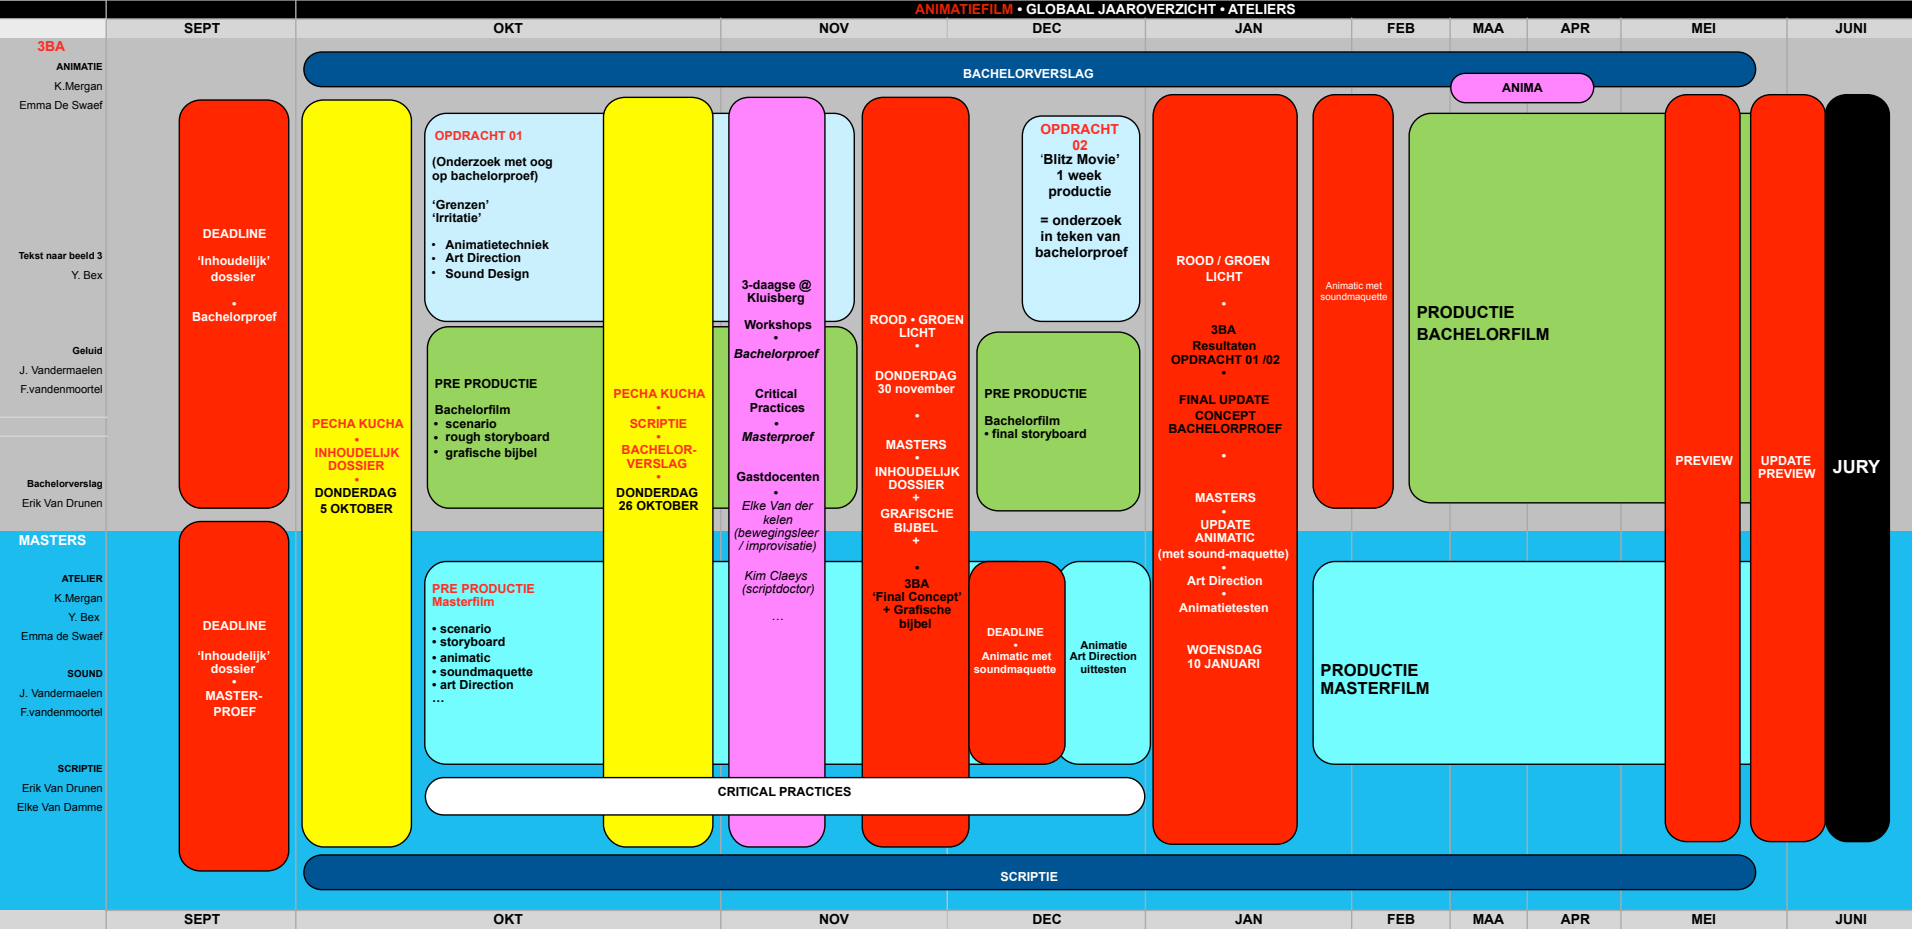 ANIMATIEFILM • GLOBAAL JAAROVERZICHT • ATELIERS
SEPT
OKT
NOV
DEC
JAN
FEB
MAA
APR
MEI
JUNI
3BA
ANIMATIE
K.Mergan
Emma De Swaef
Tekst naar beeld 3
Y. Bex
Geluid
J. Vandermaelen
F.vandenmoortel
Bachelorverslag
Erik Van Drunen
MASTERS
ATELIER
K.Mergan
Y. Bex
Emma de Swaef
SOUND
J. Vandermaelen
F.vandenmoortel
SCRIPTIE
Erik Van Drunen
Elke Van Damme
BACHELORVERSLAG
ANIMA
DEADLINE
‘Inhoudelijk’
dossier
•
Bachelorproef
DEADLINE
‘Inhoudelijk’
dossier
•
MASTER-
PROEF
PECHA KUCHA
•
INHOUDELIJK
DOSSIER
•
DONDERDAG
5 OKTOBER
OPDRACHT 01
(Onderzoek met oog
op bachelorproef)
‘Grenzen’
‘Irritatie’
• Animatietechniek
• Art Direction
• Sound Design
PRE PRODUCTIE
Bachelorfilm
• scenario
• rough storyboard
• grafische bijbel
PRE PRODUCTIE
Masterfilm
• scenario
• storyboard
• animatic
• soundmaquette
• art Direction
…
PECHA KUCHA
•
SCRIPTIE
•
BACHELOR-
VERSLAG
•
DONDERDAG
26 OKTOBER
3-daagse @
Kluisberg
Workshops
•
Bachelorproef
Critical
Practices
•
Masterproef
Gastdocenten
•
Elke Van der
kelen
(bewegingsleer
/ improvisatie)
Kim Claeys
(scriptdoctor)
…
ROOD • GROEN
LICHT
•
DONDERDAG
30 november
•
MASTERS
•
INHOUDELIJK
DOSSIER
+
GRAFISCHE
BIJBEL
+
•
3BA
‘Final Concept’
+ Grafische
bijbel
OPDRACHT
02
‘Blitz Movie’
1 week
productie
= onderzoek
in teken van
bachelorproef
PRE PRODUCTIE
Bachelorfilm
• final storyboard
DEADLINE
•
Animatic met
soundmaquette
Animatie
Art Direction
uittesten
ROOD / GROEN
LICHT
•
3BA
Resultaten
OPDRACHT 01 /02
•
FINAL UPDATE
CONCEPT
BACHELORPROEF
•
MASTERS
•
UPDATE
ANIMATIC
(met sound-maquette)
•
Art Direction
•
Animatietesten
WOENSDAG
10 JANUARI
Animatic met
soundmaquette
PRODUCTIE
BACHELORFILM
PRODUCTIE
MASTERFILM
PREVIEW
UPDATE
PREVIEW
JURY
CRITICAL PRACTICES
SCRIPTIE
SEPT
OKT
NOV
DEC
JAN
FEB
MAA
APR
MEI
JUNI